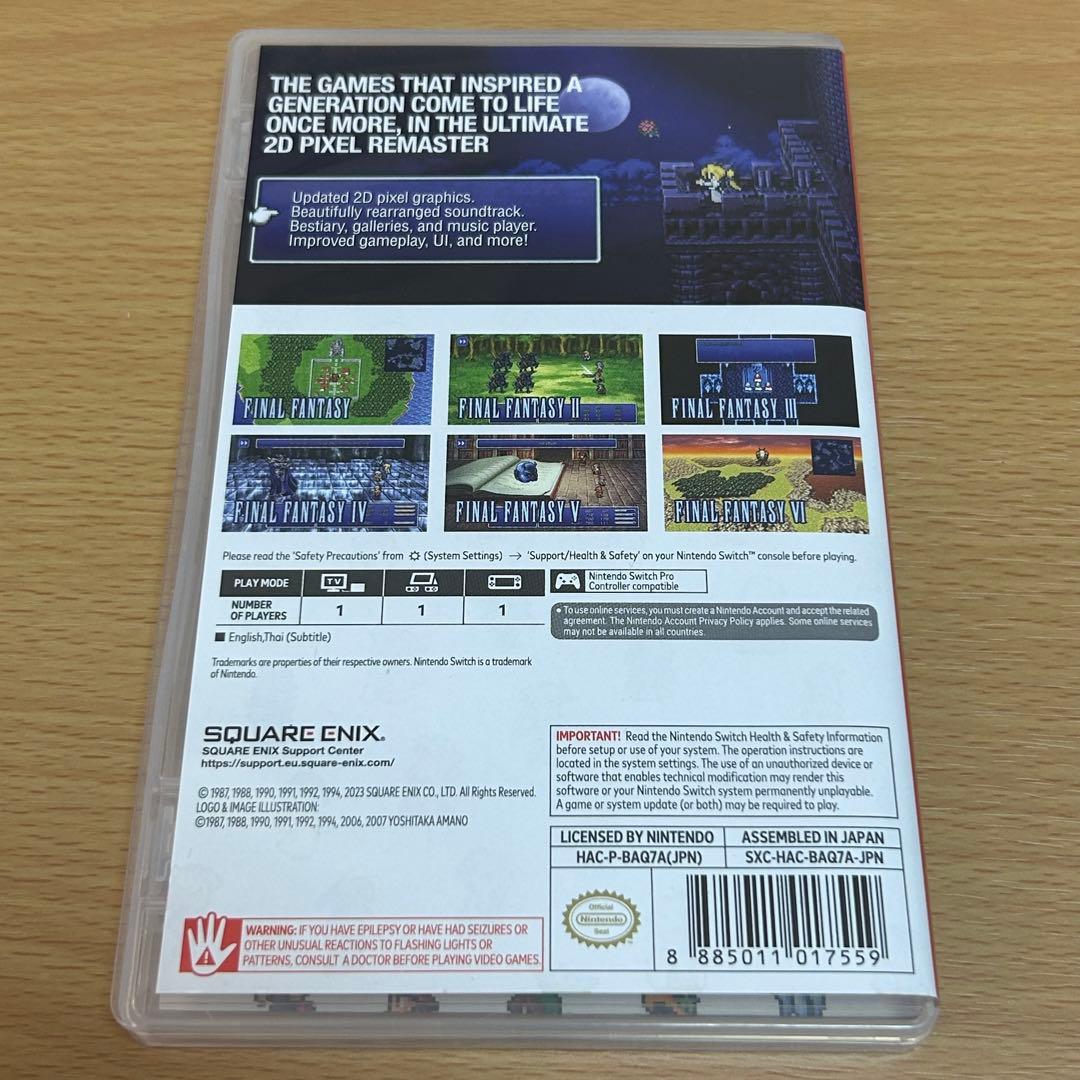 THE GAMES THAT INSPIRED A
GENERATION COME TO LIFE
ONCE MORE, IN THE ULTIMATE
2D PIXEL REMASTER
Updated 2D pixel graphics.
Beautifully rearranged soundtrack.
Bestiary, galleries, and music player.
Improved gameplay, UI, and more!
FINAL FANTASY
FINAL FANTASY II
FINAL FANTASY III
FINAL FANTASY IV
FINAL FANTASY V
FINAL FANTASY VI
Please read the 'Safety Precautions' from (System Settings) → 'Support/Health & Safety' on your Nintendo Switch™ console before playing.
PLAY MODE
TV
NUMBER
OF PLAYERS
1
1
1
Nintendo Switch Pro
Controller compatible
• To use online services, you must create a Nintendo Account and accept the related
agreement. The Nintendo Account Privacy Policy applies. Some online services
may not be available in all countries.
■ English,Thai (Subtitle)
Trademarks are properties of their respective owners. Nintendo Switch is a trademark
of Nintendo.
SQUARE ENIX®
SQUARE ENIX Support Center
https://support.eu.square-enix.com/
© 1987, 1988, 1990, 1991, 1992, 1994, 2023 SQUARE ENIX CO., LTD. All Rights Reserved.
LOGO & IMAGE ILLUSTRATION:
©1987, 1988, 1990, 1991, 1992, 1994, 2006, 2007 YOSHITAKA AMANO
IMPORTANT! Read the Nintendo Switch Health & Safety Information
before setup or use of your system. The operation instructions are
located in the system settings. The use of an unauthorized device or
software that enables technical modification may render this
software or your Nintendo Switch system permanently unplayable.
A game or system update (or both) may be required to play.
LICENSED BY NINTENDO
ASSEMBLED IN JAPAN
HAC-P-BAQ7A(JPN)
SXC-HAC-BAQ7A-JPN
WARNING: IF YOU HAVE EPILEPSY OR HAVE HAD SEIZURES OR
OTHER UNUSUAL REACTIONS TO FLASHING LIGHTS OR
PATTERNS, CONSULT A DOCTOR BEFORE PLAYING VIDEO GAMES.
Official
Nintendo
Seal
8 885011 017559